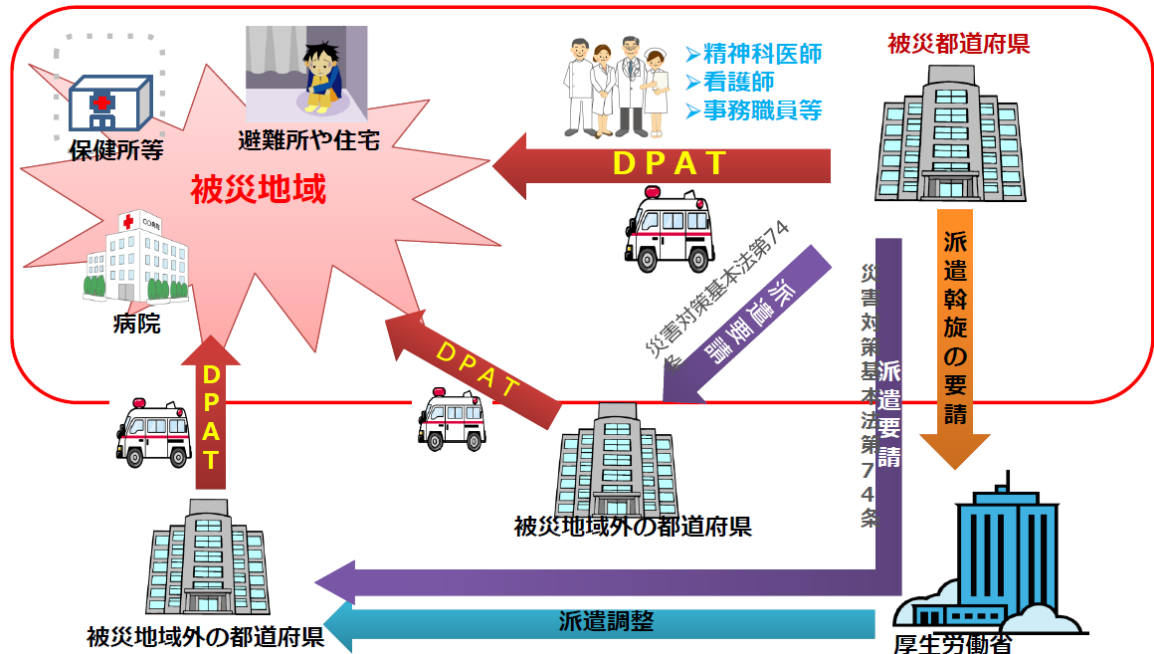 被災都道府県
➢精神科医師
➢看護師
➢事務職員等
保健所等
避難所や住宅
DPAT
被災地域
病院
災害対策基本法第74条
派遣要請
災害対策基本法第74条
派遣要請
派遣斡旋の要請
DPAT
DPAT
被災地域外の都道府県
被災地域外の都道府県
派遣調整
厚生労働省